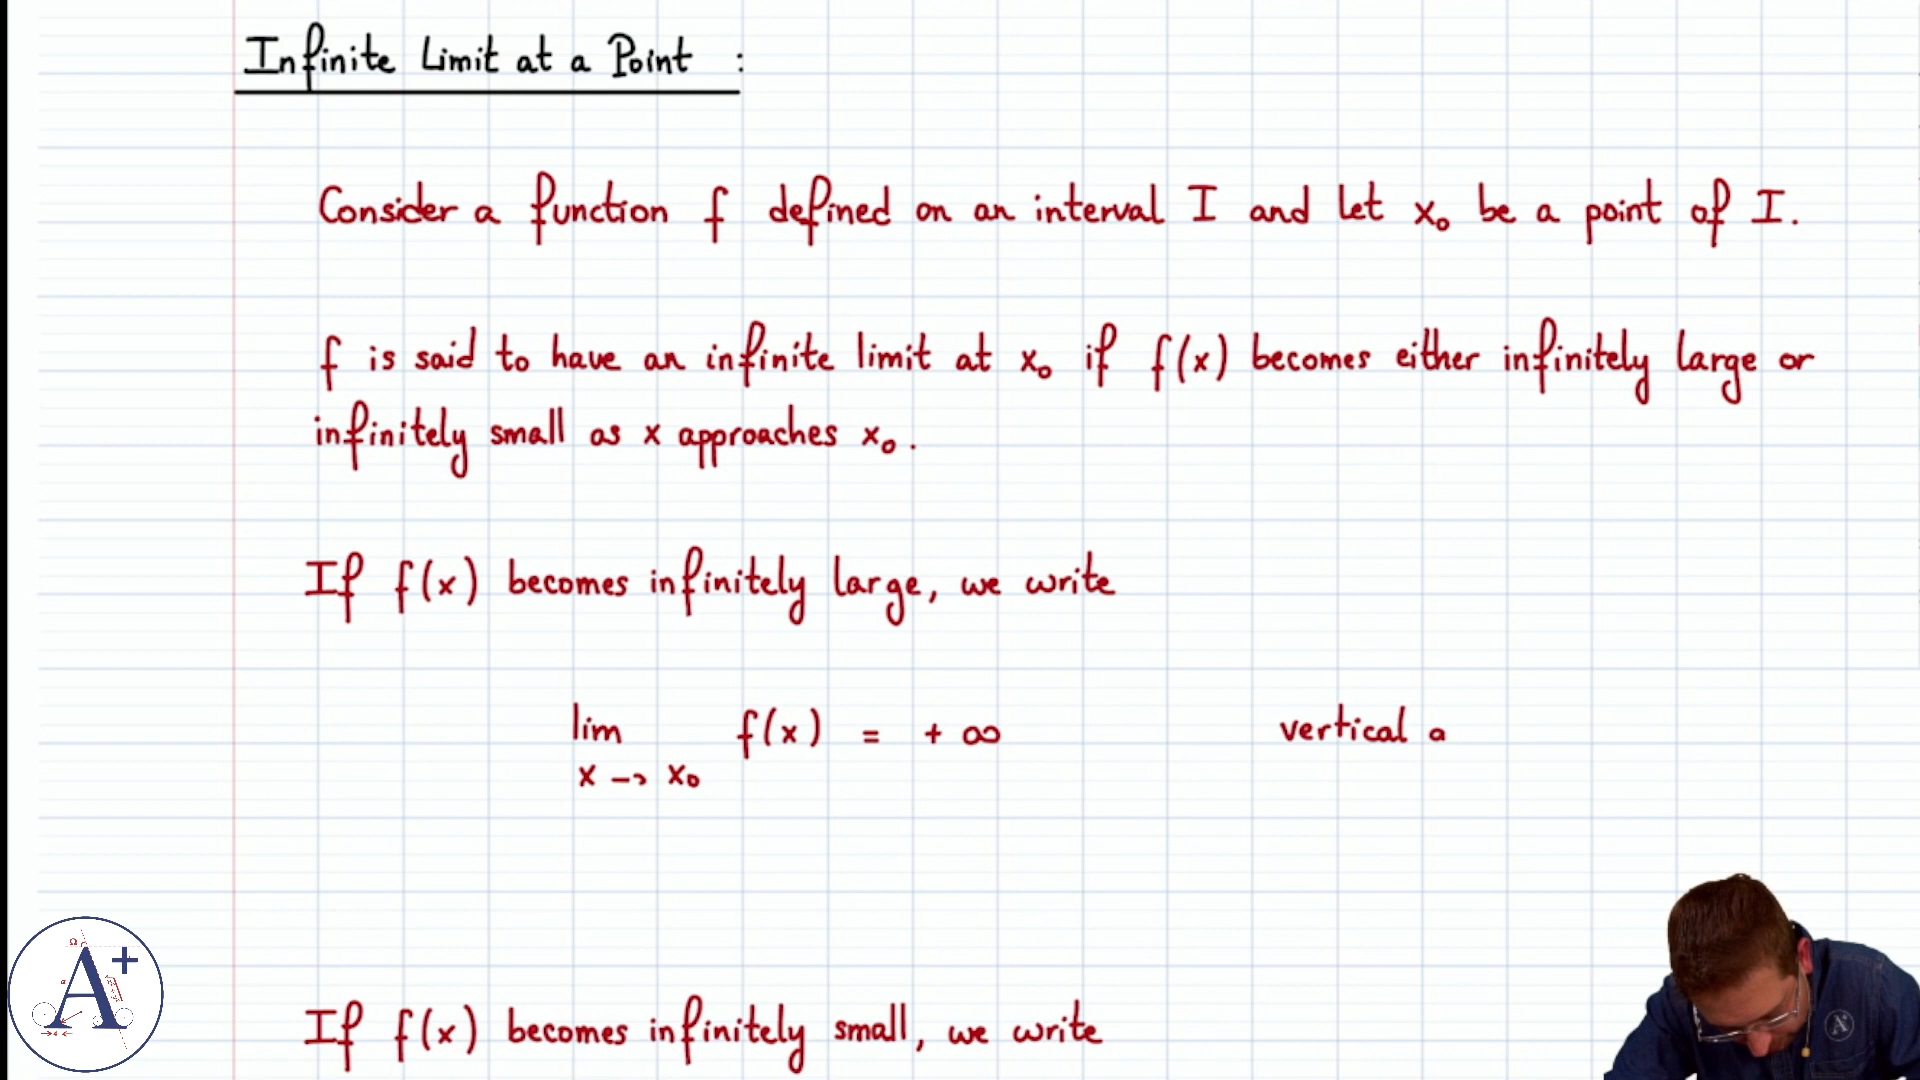 Infinite Limit at a Point :
Consider a function f defined on an interval I and let x₀ be a point of I.
f is said to have an infinite limit at x₀ if f(x) becomes either infinitely large or
infinitely small as x approaches x₀.
If f(x) becomes infinitely large, we write
lim f(x) = + ∞ vertical a
x → x₀
A+
If f(x) becomes infinitely small, we write